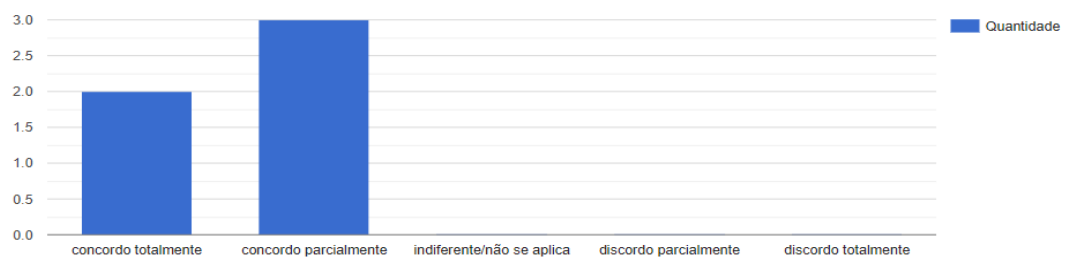 3.0
2.5
2.0
1.5
1.0
0.5
0.0
concordo totalmente
concordo parcialmente
indiferente/não se aplica
discordo parcialmente
discordo totalmente
Quantidade